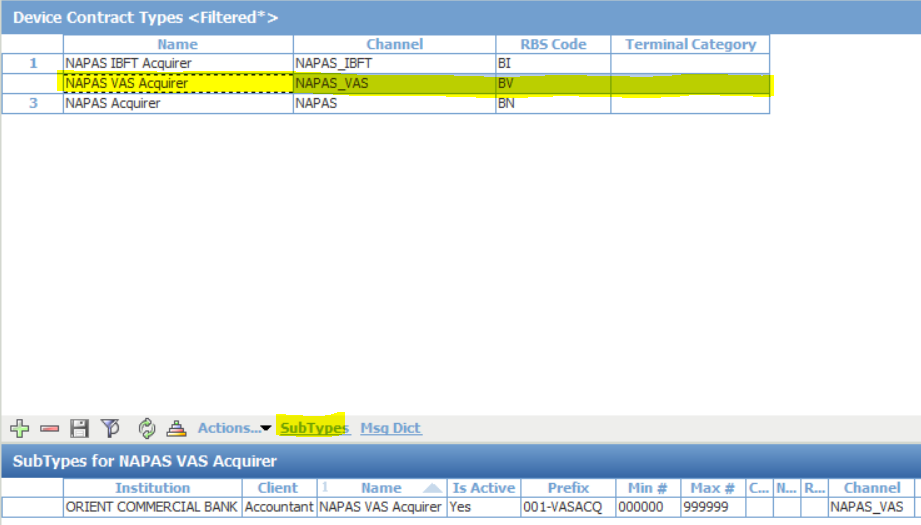 Device Contract Types <Filtered*>
Name Channel RBS Code Terminal Category
1 NAPAS IBFT Acquirer NAPAS_IBFT BI
NAPAS VAS Acquirer NAPAS_VAS BV
3 NAPAS Acquirer NAPAS BN
Actions... SubTypes Msg Dict
SubTypes for NAPAS VAS Acquirer
Institution Client 1 Name Is Active Prefix Min # Max # C... N... R... Channel
ORIENT COMMERCIAL BANK Accountant NAPAS VAS Acquirer Yes 001-VASACQ 000000 999999 NAPAS_VAS